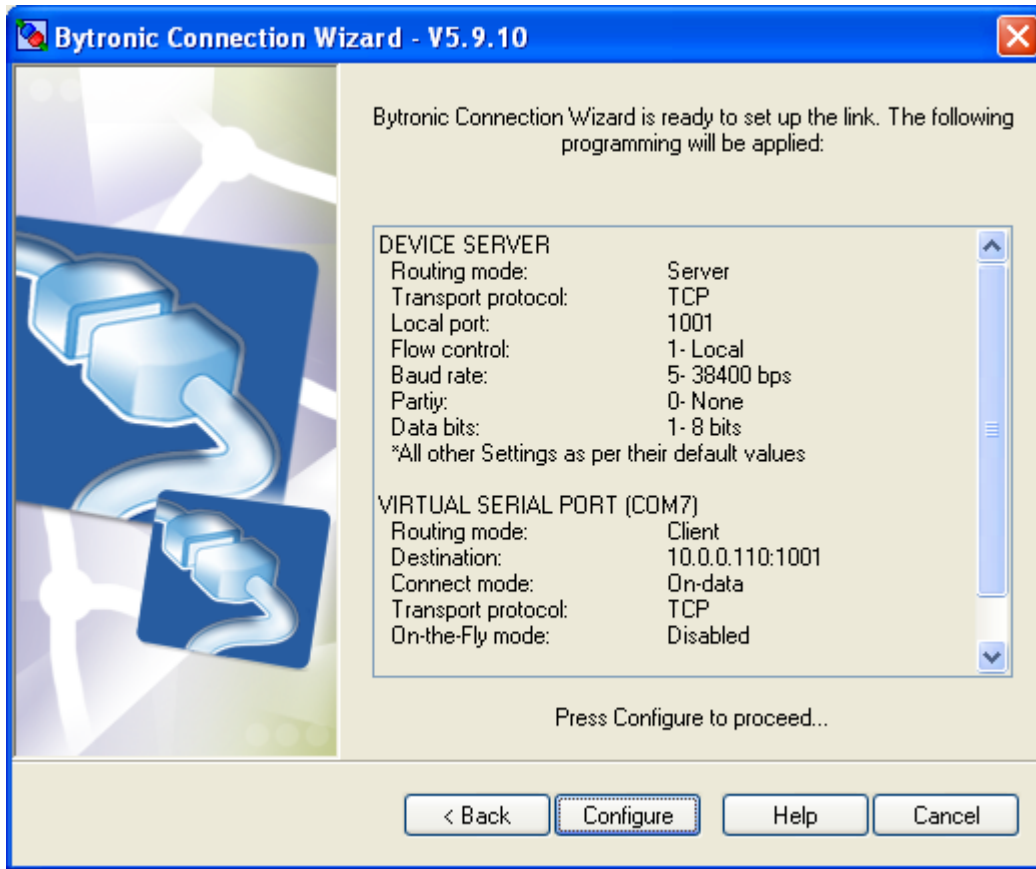 Bytronic Connection Wizard - V5.9.10
Bytronic Connection Wizard is ready to set up the link. The following
programming will be applied:
DEVICE SERVER
Routing mode: Server
Transport protocol: TCP
Local port: 1001
Flow control: 1- Local
Baud rate: 5- 38400 bps
Partiy: 0- None
Data bits: 1- 8 bits
*All other Settings as per their default values
VIRTUAL SERIAL PORT (COM7)
Routing mode: Client
Destination: 10.0.0.110:1001
Connect mode: On-data
Transport protocol: TCP
On-the-Fly mode: Disabled
Press Configure to proceed...
< Back Configure Help Cancel